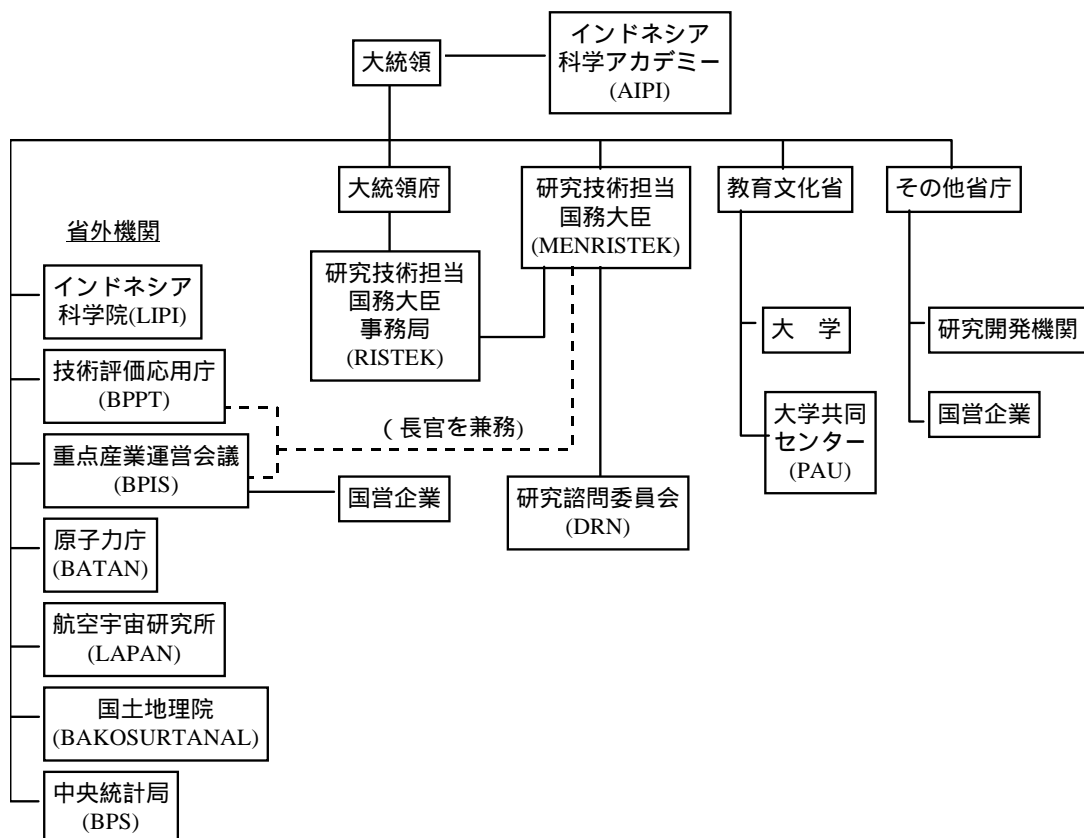 インドネシア
科学アカデミー
(AIPI)
大統領
大統領府
研究技術担当
国務大臣
(MENRISTEK)
教育文化省
その他省庁
省外機関
インドネシア
科学院(LIPI)
研究技術担当
国務大臣
事務局
(RISTEK)
大　学
研究開発機関
技術評価応用庁
(BPPT)
(長官を兼務)
大学共同
センター
(PAU)
国営企業
重点産業運営会議
(BPIS)
国営企業
研究諮問委員会
(DRN)
原子力庁
(BATAN)
航空宇宙研究所
(LAPAN)
国土地理院
(BAKOSURTANAL)
中央統計局
(BPS)